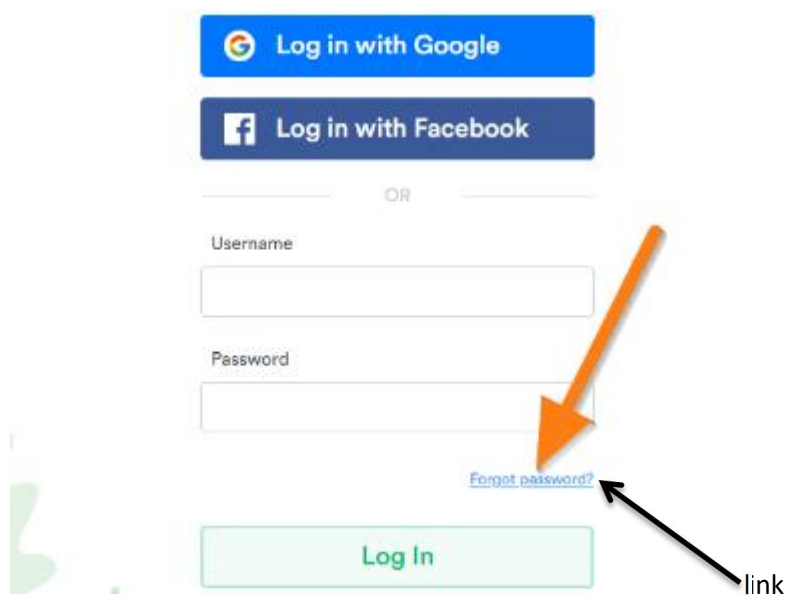 Log in with Google
Log in with Facebook
OR
Username
Password
Forgot password?
Log In
link